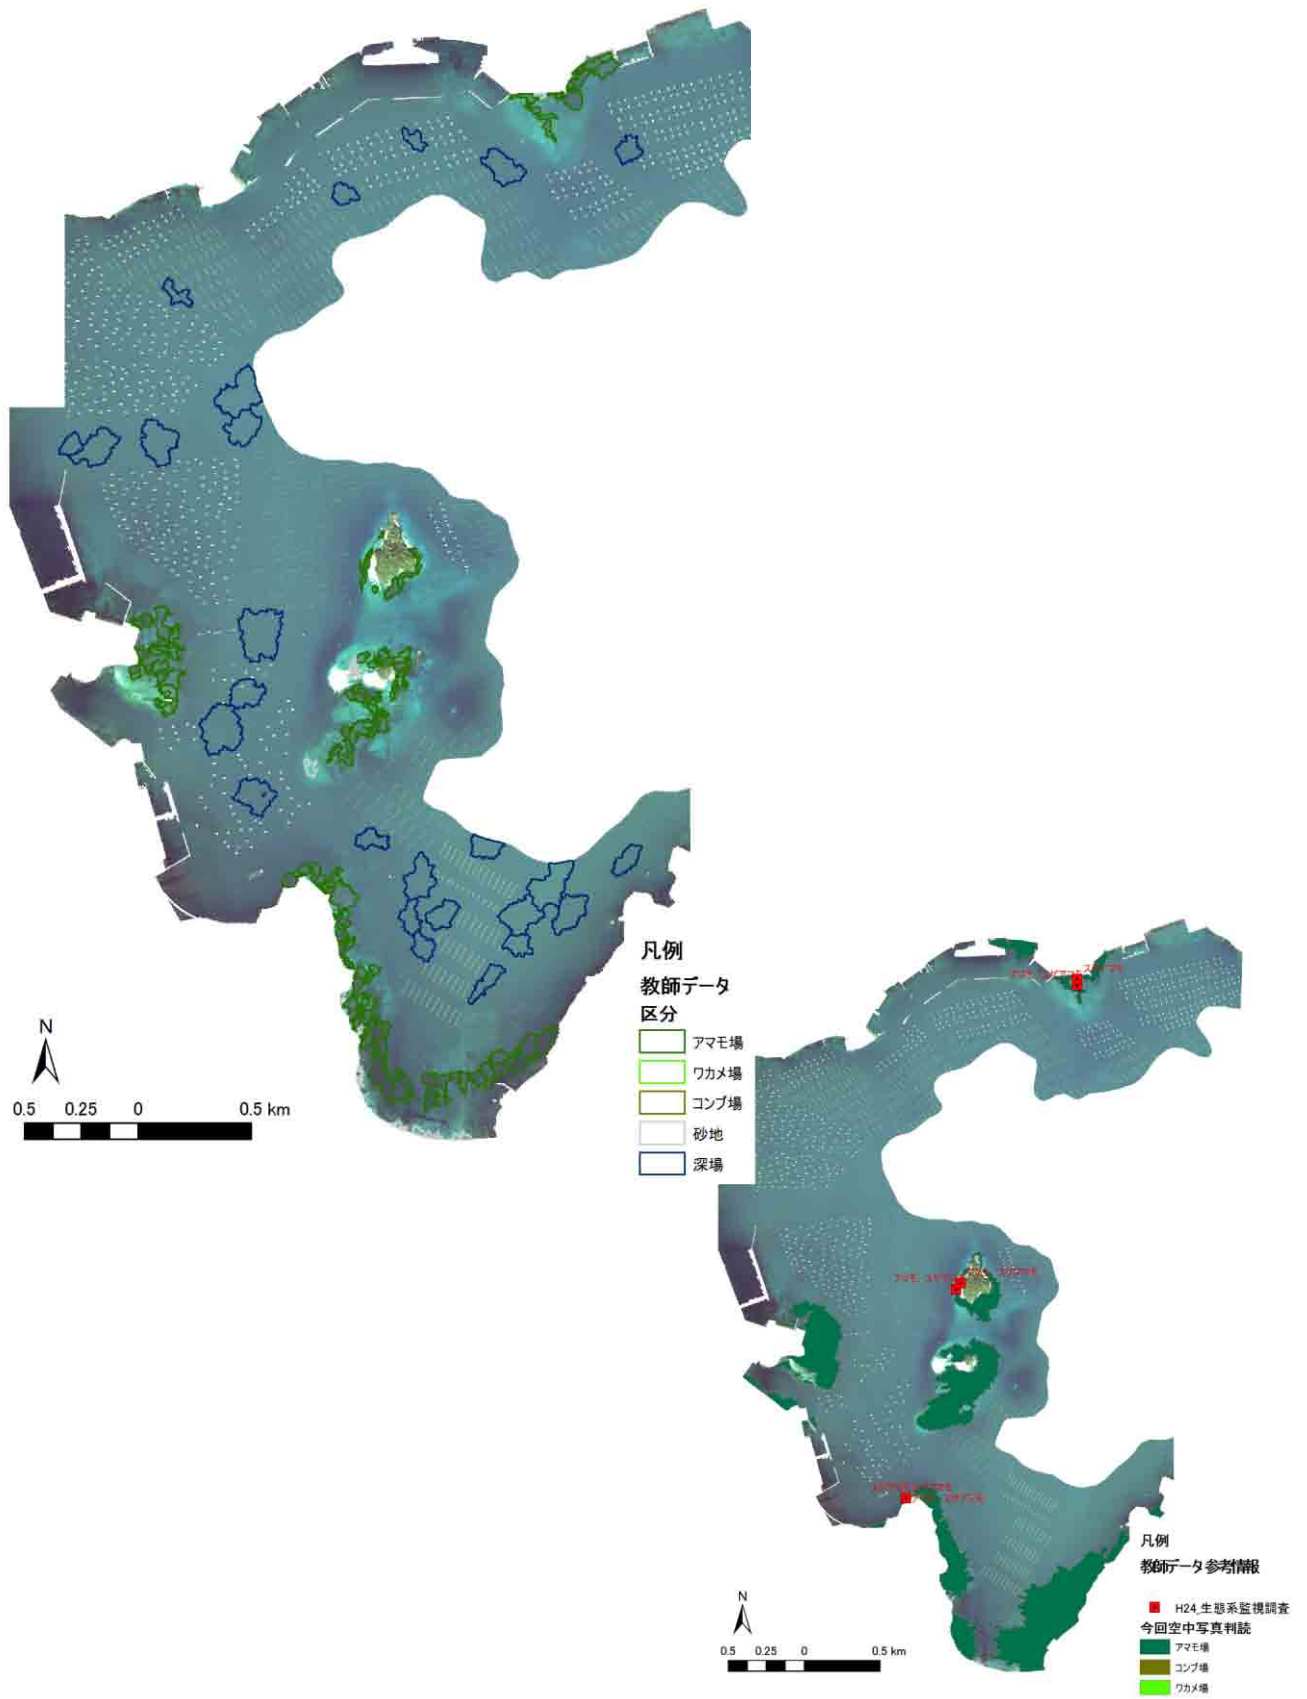 凡例
教師データ
区分
アマモ場
ワカメ場
コンブ場
砂地
深場
N
0.5 0.25 0 0.5 km
凡例
教師データ参考情報
H24_生態系監視調査
今回空中写真判読
アマモ場
コンブ場
ワカメ場
N
0.5 0.25 0 0.5 km